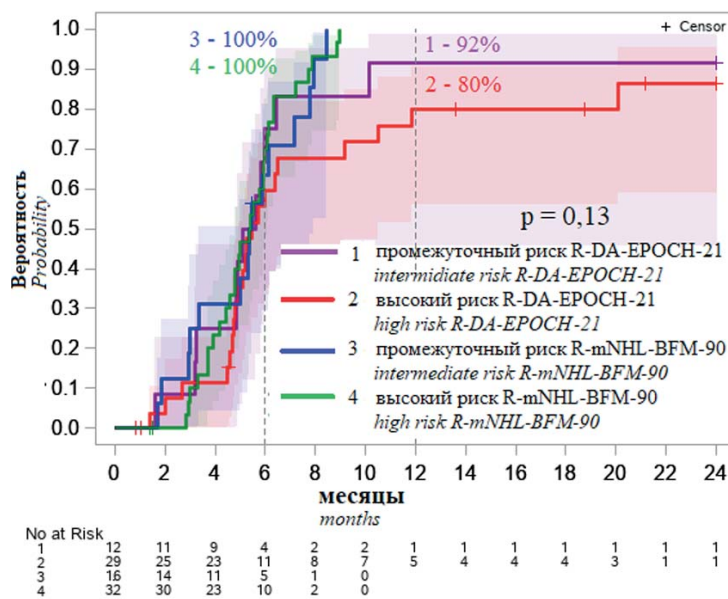 + Censor
1.0
0.9
0.8
0.7
0.6
0.5
0.4
0.3
0.2
0.1
0.0
Вероятность
Probability
3 - 100%
4 - 100%
1 - 92%
2 - 80%
p = 0,13
1 промежуточный риск R-DA-EPOCH-21
intermidiate risk R-DA-EPOCH-21
2 высокий риск R-DA-EPOCH-21
high risk R-DA-EPOCH-21
3 промежуточный риск R-mNHL-BFM-90
intermediate risk R-mNHL-BFM-90
4 высокий риск R-mNHL-BFM-90
high risk R-mNHL-BFM-90
0 2 4 6 8 10 12 14 16 18 20 22 24
месяцы
months
No at Risk
1 12 11 9 4 2 2 1 1 1 1 1 1 1
2 29 25 23 11 8 7 5 4 4 4 3 1 1
3 16 14 11 5 1 0
4 32 30 23 10 2 0